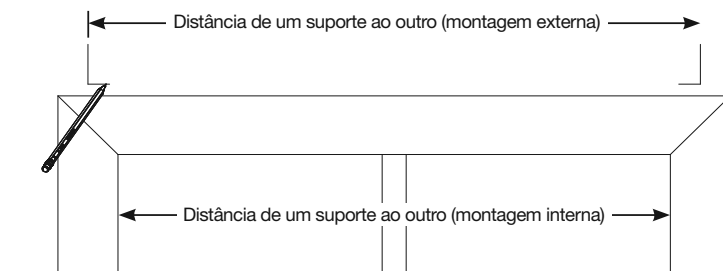 Distância de um suporte ao outro (montagem externa)
Distância de um suporte ao outro (montagem interna)